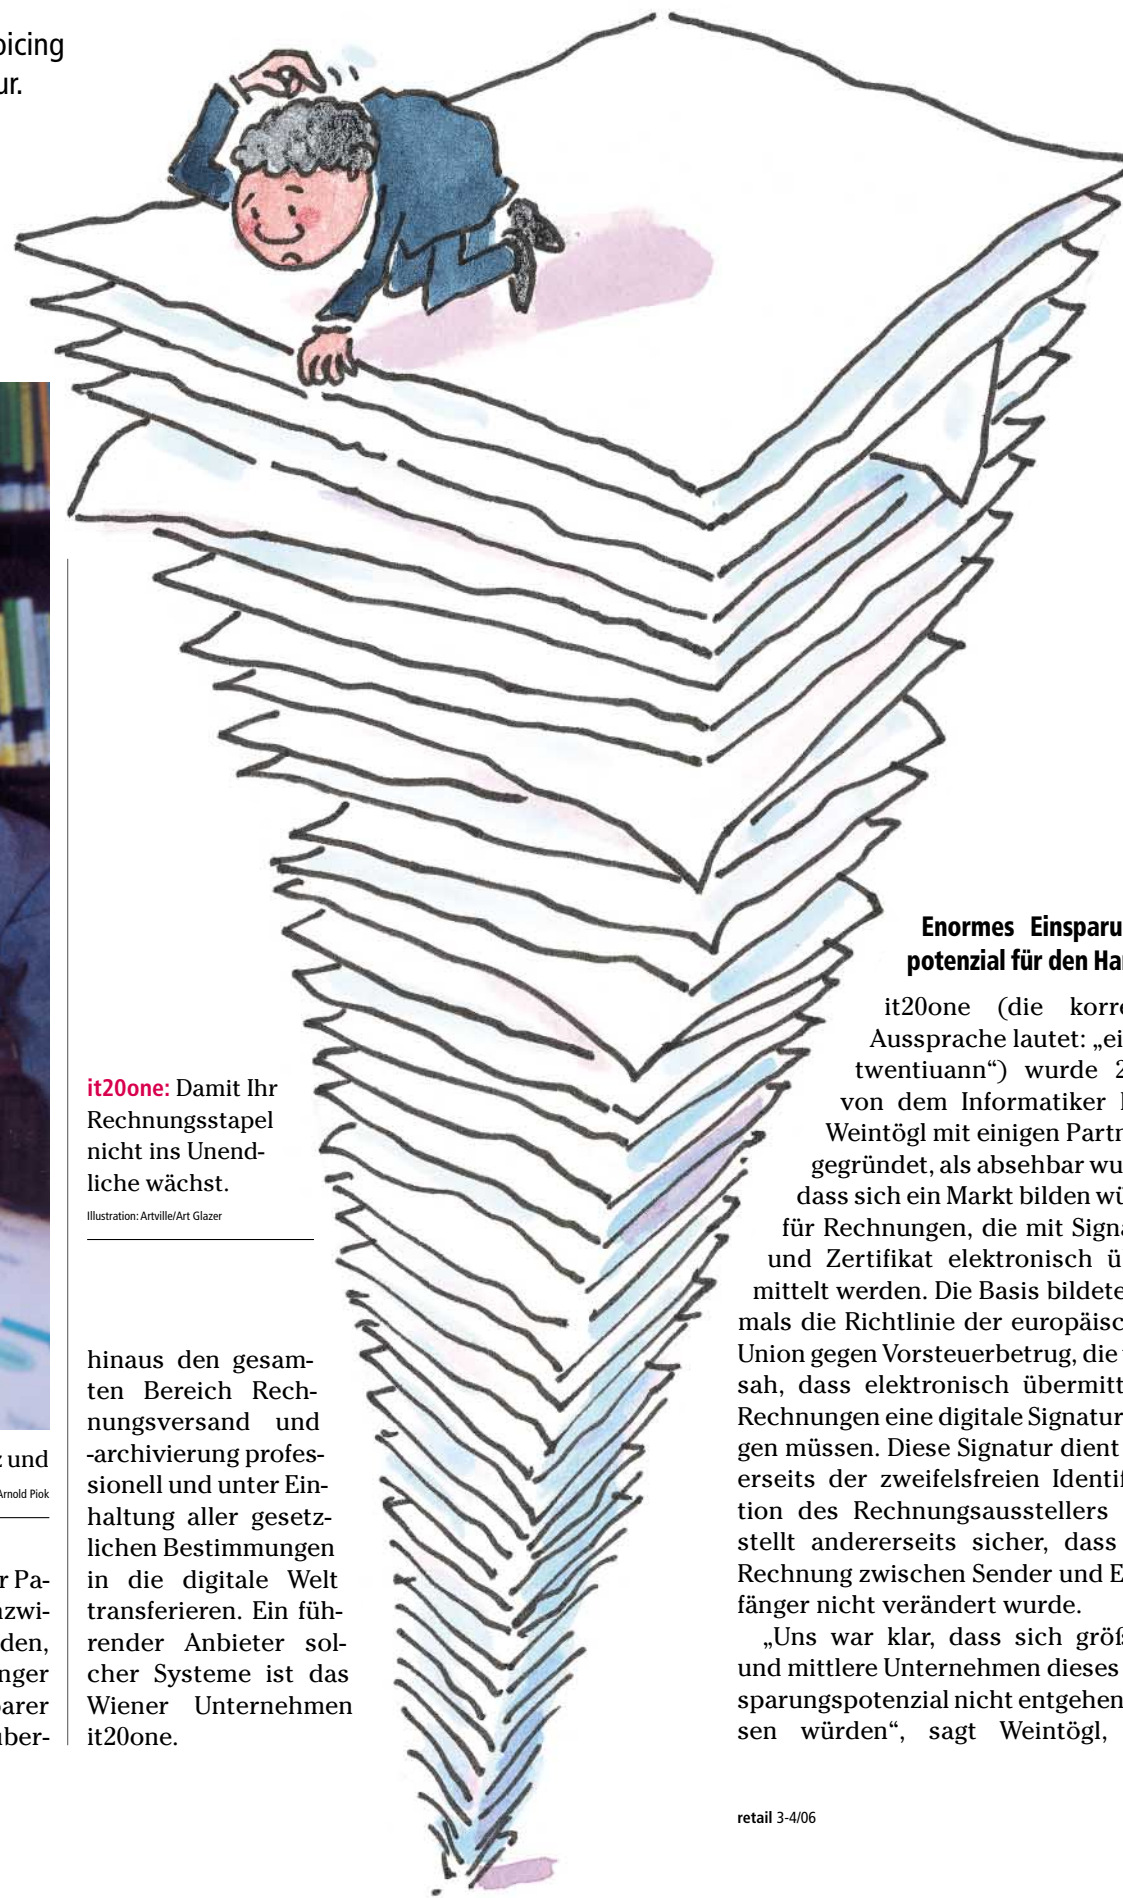 oicing
ur.
z und
Arnold Piok
r Pa-
nzwi-
den,
nger
barer
über-
it20one: Damit Ihr
Rechnungsstapel
nicht ins Unend-
liche wächst.
Illustration: Artville/Art Glazer
hinaus den gesam-
ten Bereich Rech-
nungsversand und
-archivierung profes-
sionell und unter Ein-
haltung aller gesetz-
lichen Bestimmungen
in die digitale Welt
transferieren. Ein füh-
render Anbieter sol-
cher Systeme ist das
Wiener Unternehmen
it20one.
Enormes Einsparu
potenzial für den Ha
it20one (die korre
Aussprache lautet: „ei
twentiuann“) wurde 2
von dem Informatiker
Weintögl mit einigen Partn
gegründet, als absehbar wu
dass sich ein Markt bilden wü
für Rechnungen, die mit Signa
und Zertifikat elektronisch ü
mittelt werden. Die Basis bildete
mals die Richtlinie der europäisc
Union gegen Vorsteuerbetrug, die
sah, dass elektronisch übermitt
Rechnungen eine digitale Signatur
gen müssen. Diese Signatur dient
erseits der zweifelsfreien Identif
tion des Rechnungsausstellers
stellt andererseits sicher, dass
Rechnung zwischen Sender und E
fänger nicht verändert wurde.
„Uns war klar, dass sich größ
und mittlere Unternehmen dieses
sparungspotenzial nicht entgehen
sen würden“, sagt Weintögl,
retail 3-4/06